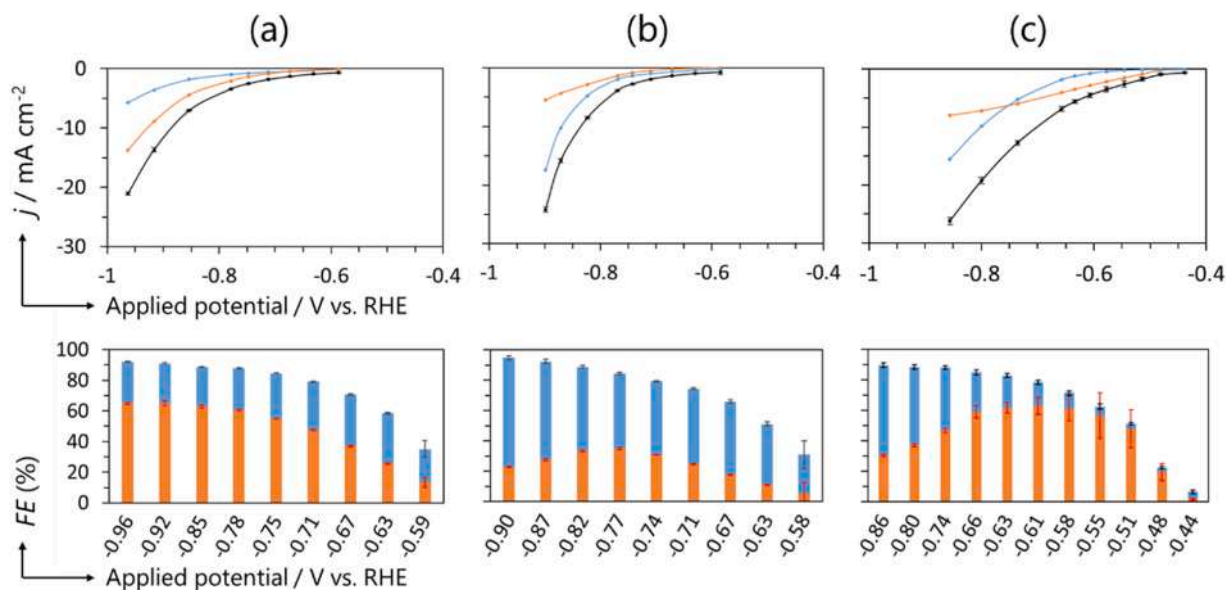 (a) (b) (c)
j / mA cm⁻²
0
-10
-20
-30
-1 -0.8 -0.6 -0.4
-1 -0.8 -0.6 -0.4
-0.8 -0.6 -0.4
Applied potential / V vs. RHE
FE (%)
100
80
60
40
20
0
-0.96 -0.92 -0.85 -0.78 -0.75 -0.71 -0.67 -0.63 -0.59
-0.90 -0.87 -0.82 -0.77 -0.74 -0.71 -0.67 -0.63 -0.58
-0.86 -0.80 -0.74 -0.66 -0.63 -0.61 -0.58 -0.55 -0.51 -0.48 -0.44
Applied potential / V vs. RHE